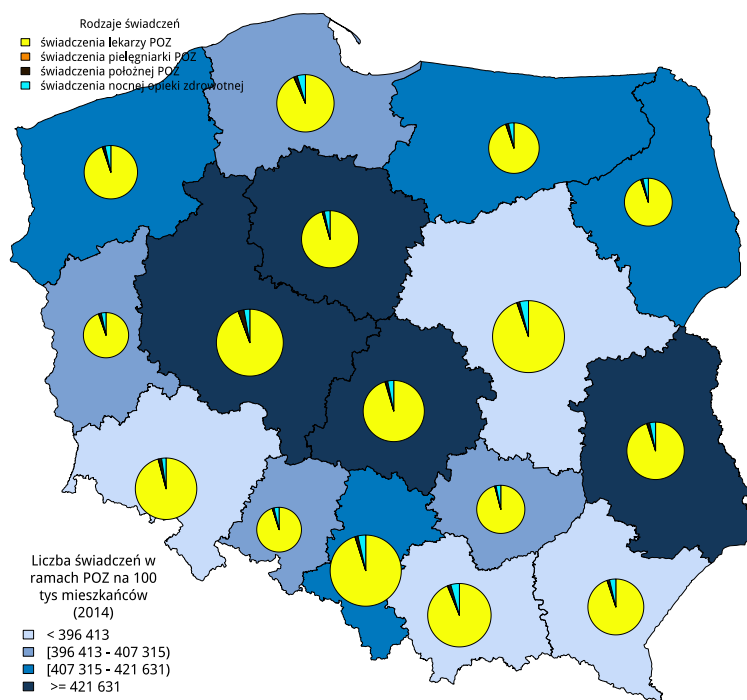 Rodzaje świadczeń
świadczenia lekarzy POZ
świadczenia pielęgniarki POZ
świadczenia położnej POZ
świadczenia nocnej opieki zdrowotnej
Liczba świadczeń w
ramach POZ na 100
tys mieszkańców
(2014)
< 396 413
[396 413 - 407 315)
[407 315 - 421 631)
>= 421 631